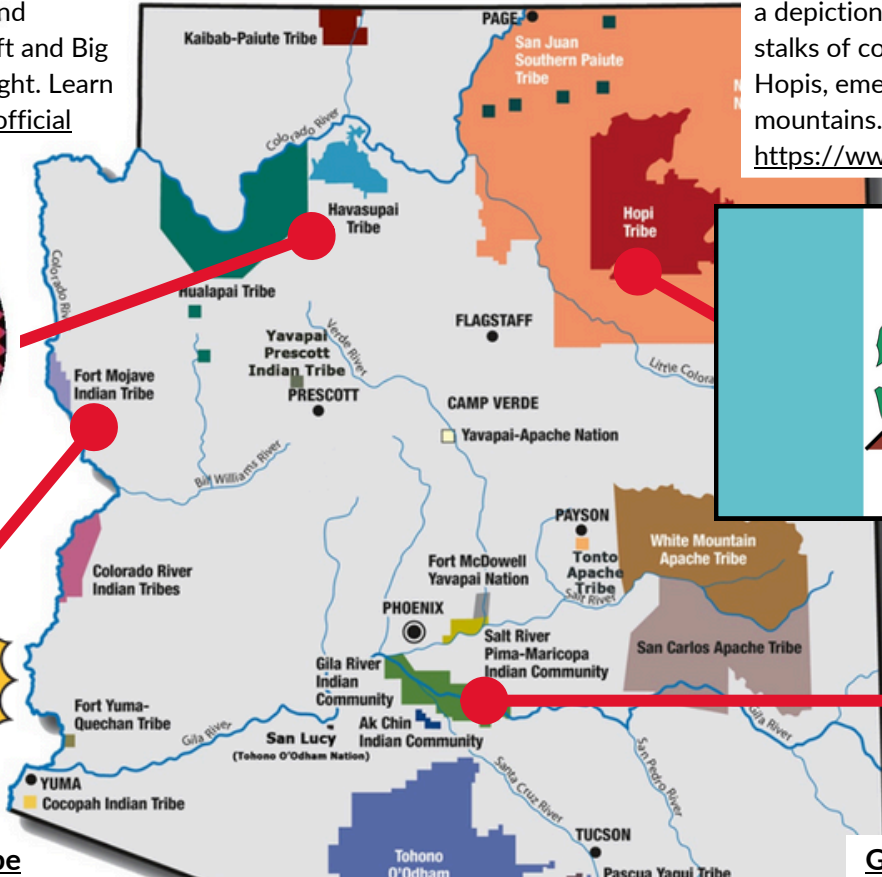 nd
ft and Big
ght. Learn
official
a depiction
stalks of co
Hopis, eme
mountains.
https://ww
Kaibab-Paiute Tribe
PAGE
San Juan
Southern Paiute
Tribe
N
N
Colorado River
Havasupai
Tribe
Hopi
Tribe
Colorado Riv
Hualapai Tribe
FLAGSTAFF
Verde River
Yavapai
Prescott
Indian Tribe
PRESCOTT
Little Colora
Fort Mojave
Indian Tribe
CAMP VERDE
Yavapai-Apache Nation
Bill Williams River
PAYSON
Tonto
Apache
Tribe
White Mountain
Apache Tribe
Colorado River
Indian Tribes
Fort McDowell
Yavapai Nation
Salt River
PHOENIX
Salt River
Pima-Maricopa
Indian Community
San Carlos Apache Tribe
Gila River
Indian
Community
Ak Chin
Indian Community
Fort Yuma-
Quechan Tribe
Gila River
San Lucy
(Tohono O'Odham Nation)
Gila River
San Pedro River
Santa Cruz River
YUMA
Cocopah Indian Tribe
TUCSON
Tohono
O'Odham
Pascua Yaqui Tribe
be
G